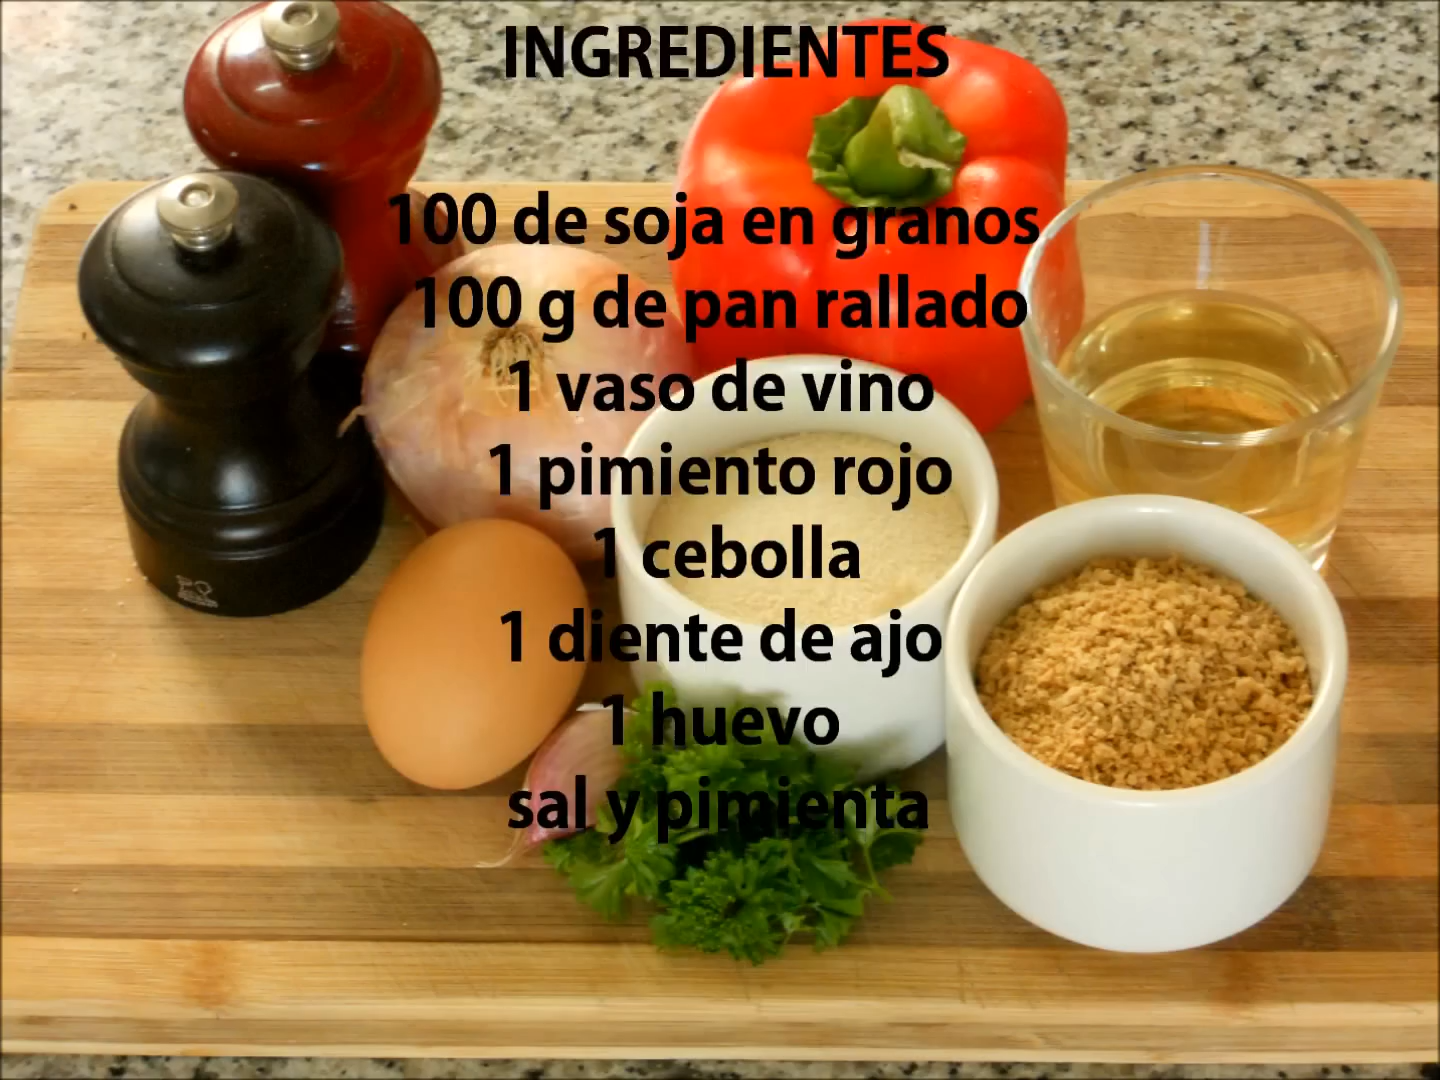 INGREDIENTES
100 de soja en granos
100 g de pan rallado
1 vaso de vino
1 pimiento rojo
1 cebolla
1 diente de ajo
1 huevo
sal y pimienta